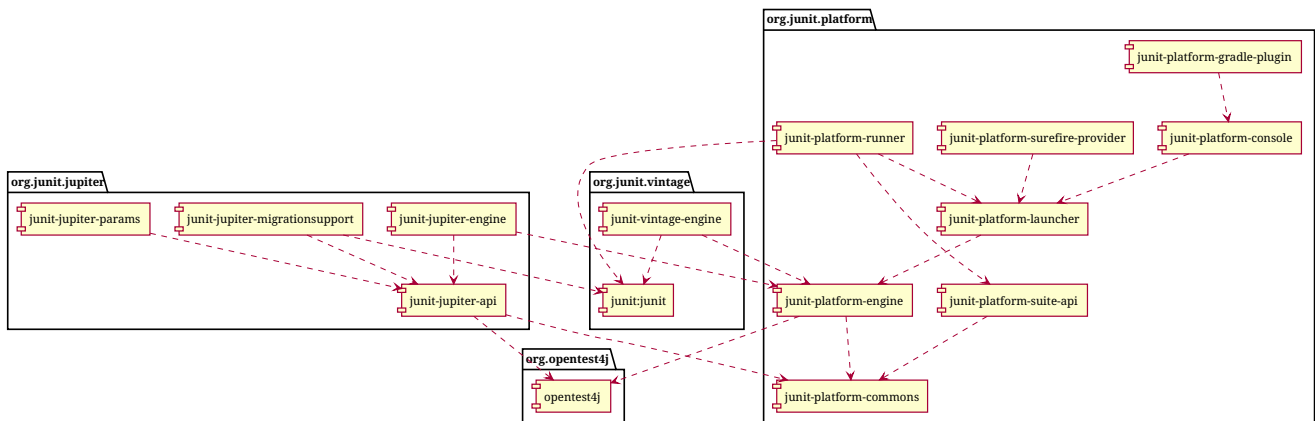 org.junit.platform
junit-platform-gradle-plugin
junit-platform-runner
junit-platform-surefire-provider
junit-platform-console
org.junit.jupiter
org.junit.vintage
junit-jupiter-params
junit-jupiter-migrationsupport
junit-jupiter-engine
junit-vintage-engine
junit-platform-launcher
junit-jupiter-api
junit:junit
junit-platform-engine
junit-platform-suite-api
org.opentest4j
opentest4j
junit-platform-commons